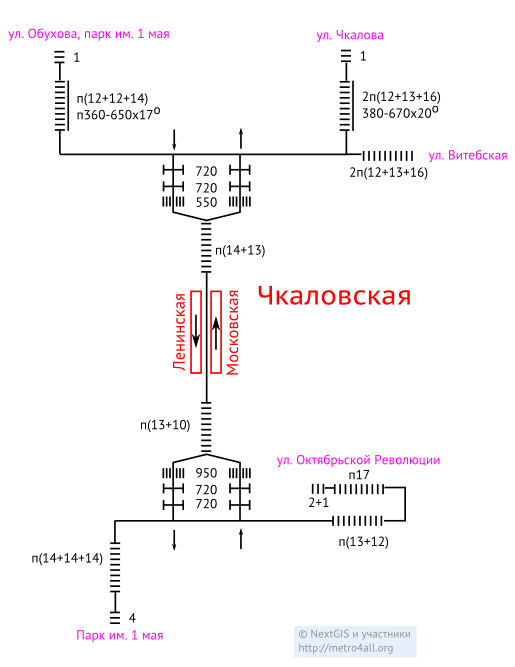 ул. Обухова, парк им. 1 мая
ул. Чкалова
1
1
п(12+12+14)
п360-650x17⁰
2п(12+13+16)
380-670x20⁰
ул. Витебская
2п(12+13+16)
720
720
550
п(14+13)
Чкаловская
Ленинская
Московская
п(13+10)
ул. Октябрьской Революции
950
720
720
п17
2+1
п(13+12)
п(14+14+14)
4
Парк им. 1 мая
© NextGIS и участники
http://metro4all.org